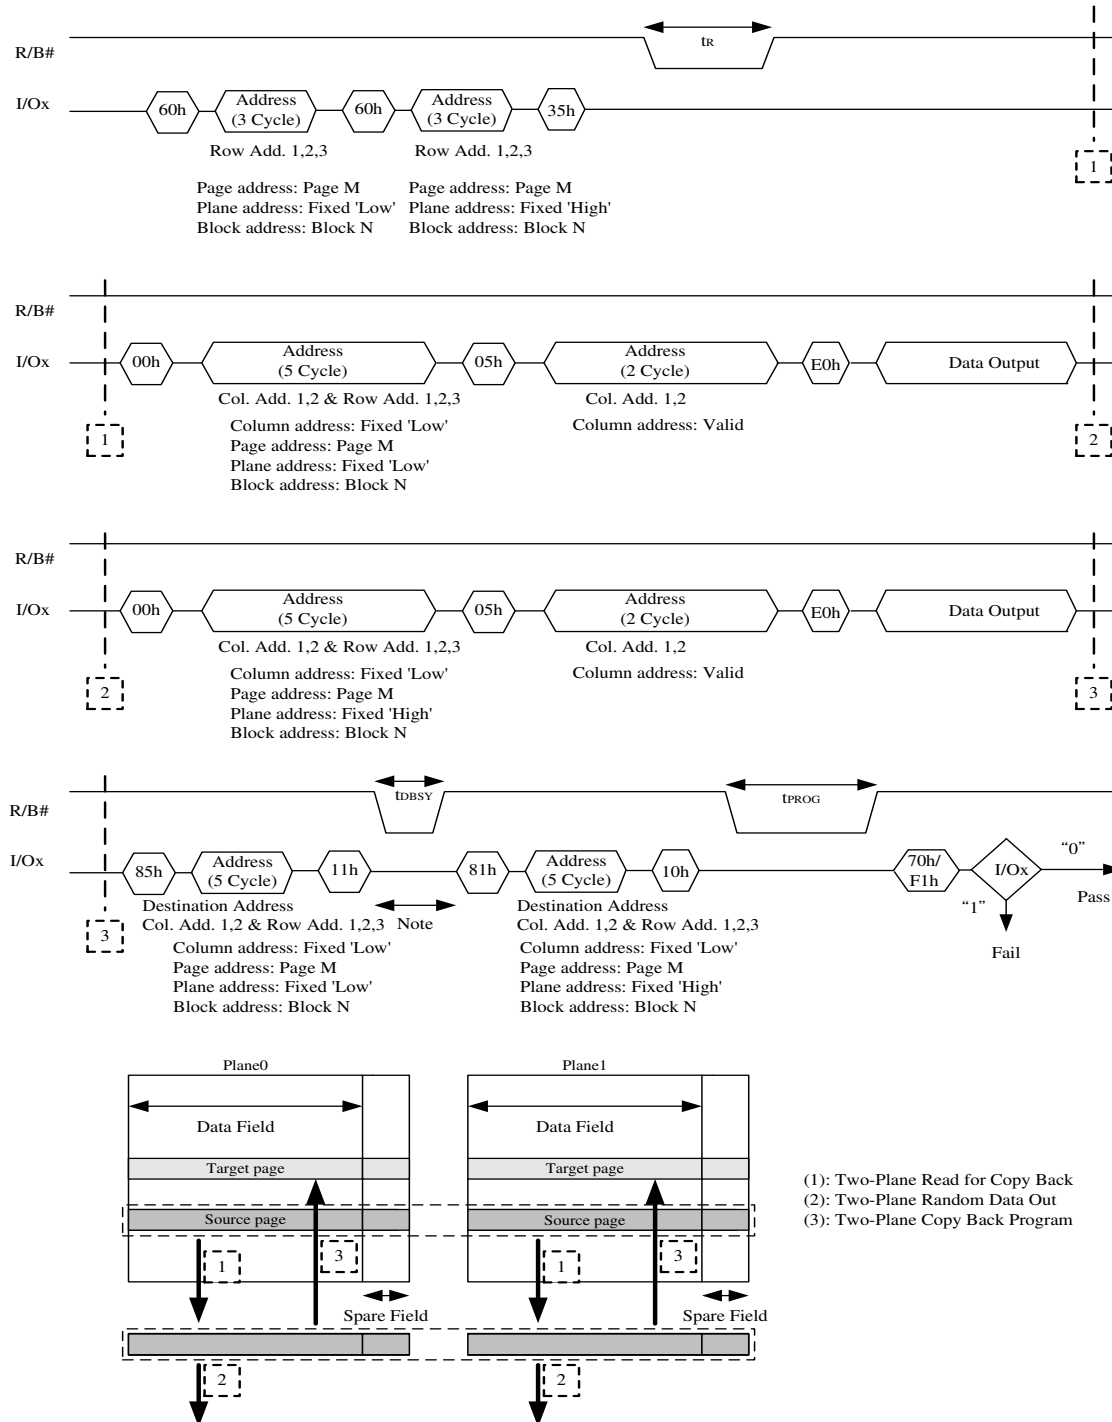 tR
R/B#
I/Ox
60h
Address
(3 Cycle)
60h
Address
(3 Cycle)
35h
Row Add. 1,2,3
Page address: Page M
Plane address: Fixed 'Low'
Block address: Block N
Row Add. 1,2,3
Page address: Page M
Plane address: Fixed 'High'
Block address: Block N
1
R/B#
I/Ox
00h
Address
(5 Cycle)
05h
Address
(2 Cycle)
E0h
Data Output
Col. Add. 1,2 & Row Add. 1,2,3
Column address: Fixed 'Low'
Page address: Page M
Plane address: Fixed 'Low'
Block address: Block N
Col. Add. 1,2
Column address: Valid
1
2
R/B#
I/Ox
00h
Address
(5 Cycle)
05h
Address
(2 Cycle)
E0h
Data Output
Col. Add. 1,2 & Row Add. 1,2,3
Column address: Fixed 'Low'
Page address: Page M
Plane address: Fixed 'High'
Block address: Block N
Col. Add. 1,2
Column address: Valid
2
3
R/B#
tDBSY
tPROG
I/Ox
85h
Address
(5 Cycle)
11h
81h
Address
(5 Cycle)
10h
70h/
F1h
I/Ox
"0"
Pass
"1"
Fail
Destination Address
Col. Add. 1,2 & Row Add. 1,2,3
Column address: Fixed 'Low'
Page address: Page M
Plane address: Fixed 'Low'
Block address: Block N
Note
Destination Address
Col. Add. 1,2 & Row Add. 1,2,3
Column address: Fixed 'Low'
Page address: Page M
Plane address: Fixed 'High'
Block address: Block N
3
Plane0
Data Field
Target page
Source page
1
3
Spare Field
2
Plane1
Data Field
Target page
Source page
1
3
Spare Field
2
(1): Two-Plane Read for Copy Back
(2): Two-Plane Random Data Out
(3): Two-Plane Copy Back Program